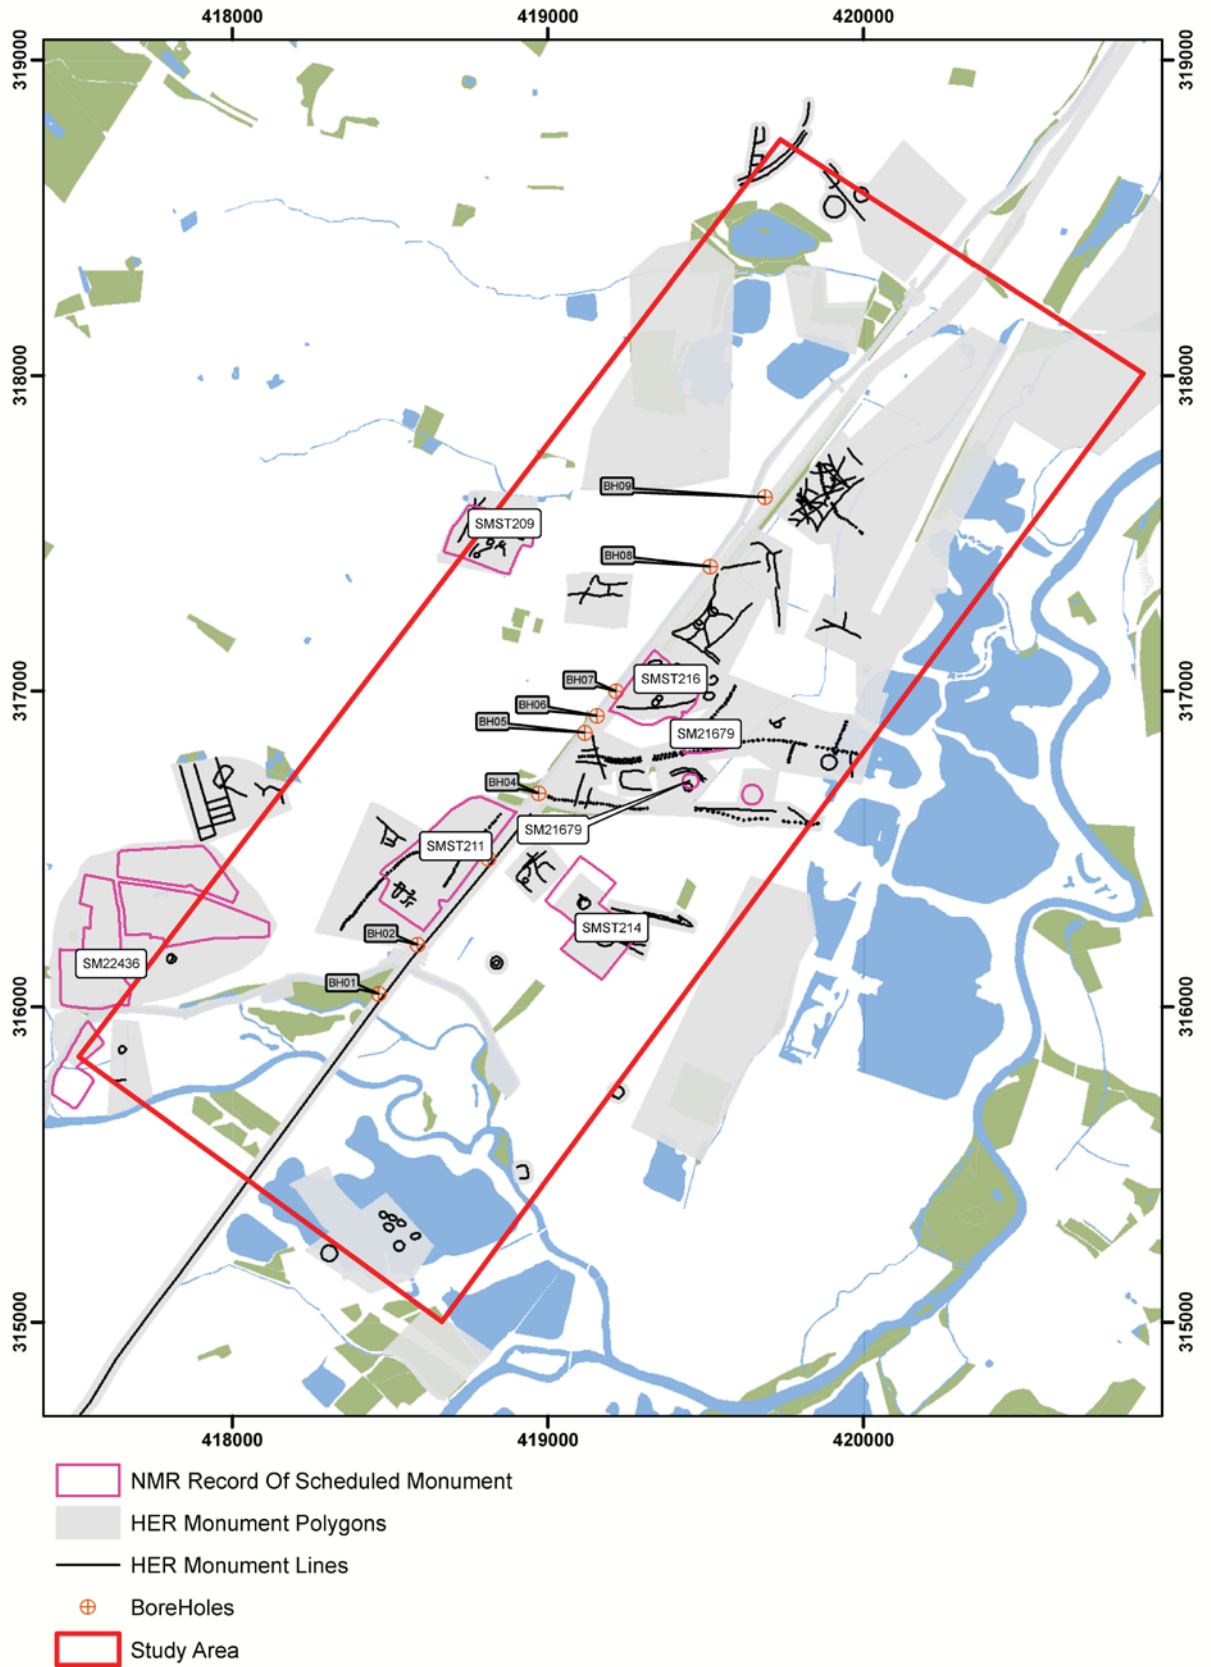 418000 419000 420000
319000 319000
318000 318000
BH09
SMST209
BH08
317000 317000
BH07
SMST216
BH06
BH05
SM21679
BH04
SM21679
SMST211
SMST214
BH02
SM22436
BH01
316000 316000
315000 315000
418000 419000 420000
NMR Record Of Scheduled Monument
HER Monument Polygons
HER Monument Lines
BoreHoles
Study Area